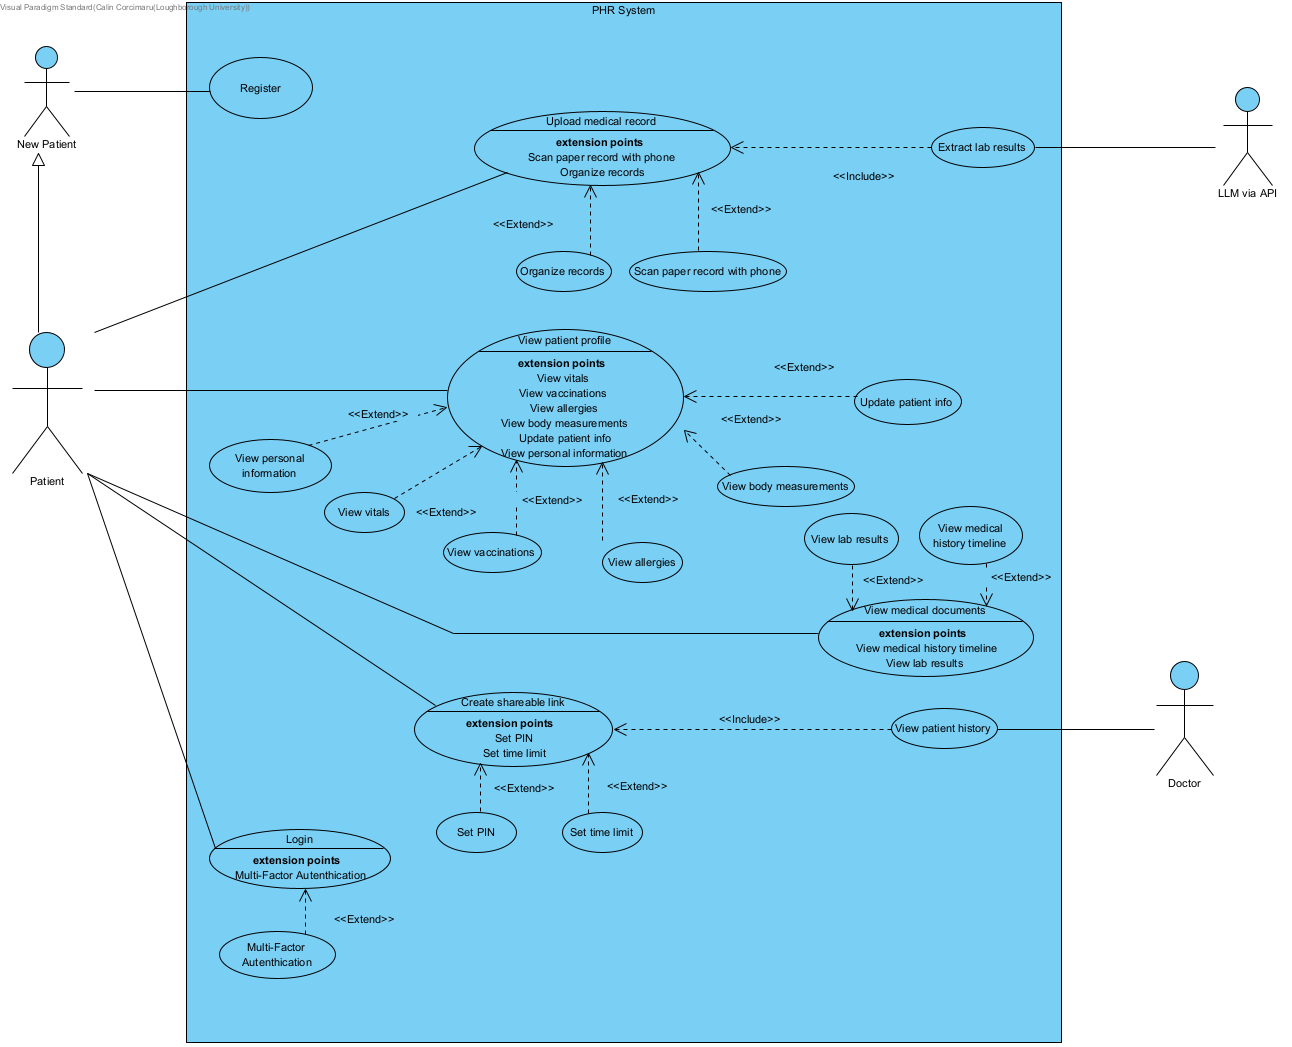 Visual Paradigm Standard(Calin Corcimaru(Loughborough University))
PHR System
New Patient
Register
Upload medical record
extension points
Scan paper record with phone
Organize records
<<Include>>
Extract lab results
LLM via API
<<Extend>>
<<Extend>>
Organize records
Scan paper record with phone
Patient
View patient profile
extension points
View vitals
View vaccinations
View allergies
View body measurements
Update patient info
View personal information
<<Extend>>
Update patient info
<<Extend>>
<<Extend>>
View personal
information
View body measurements
View vitals
<<Extend>>
<<Extend>>
<<Extend>>
View vaccinations
View allergies
View lab results
View medical
history timeline
<<Extend>>
<<Extend>>
View medical documents
extension points
View medical history timeline
View lab results
Create shareable link
extension points
Set PIN
Set time limit
<<Include>>
View patient history
Doctor
<<Extend>>
<<Extend>>
Set PIN
Set time limit
Login
extension points
Multi-Factor Autenthication
<<Extend>>
Multi-Factor
Autenthication